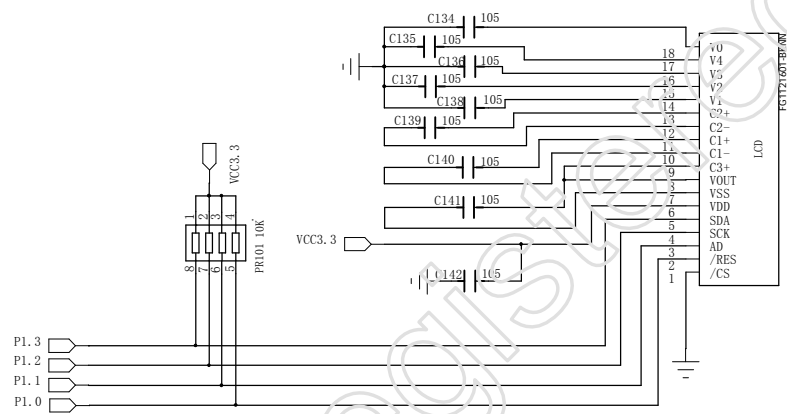 C134 105
C135 105
C136 105
C137 105
C138 105
C139 105
C140 105
C141 105
C142 105
VCC3.3
VCC3.3
1 2 3 4
8 7 6 5
PR101 10K
P1.3
P1.2
P1.1
P1.0
18 V0
17 V4
16 V3
15 V2
14 V1
13 C2+
12 C2-
11 C1+
10 C1-
9 C3+
8 VOUT
7 VSS
6 VDD
5 SDA
4 SCK
3 AD
2 /RES
1 /CS
LCD